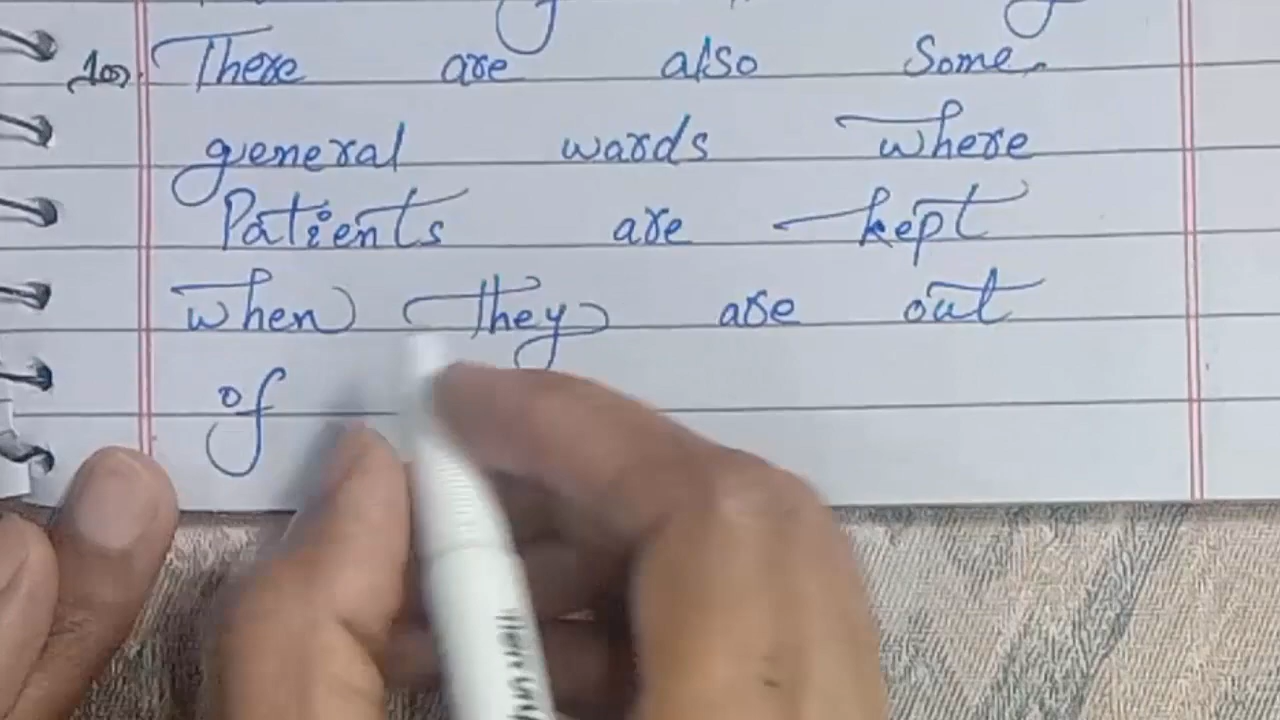 10). There are also Some
general wards where
Patients are kept
when they are out
of